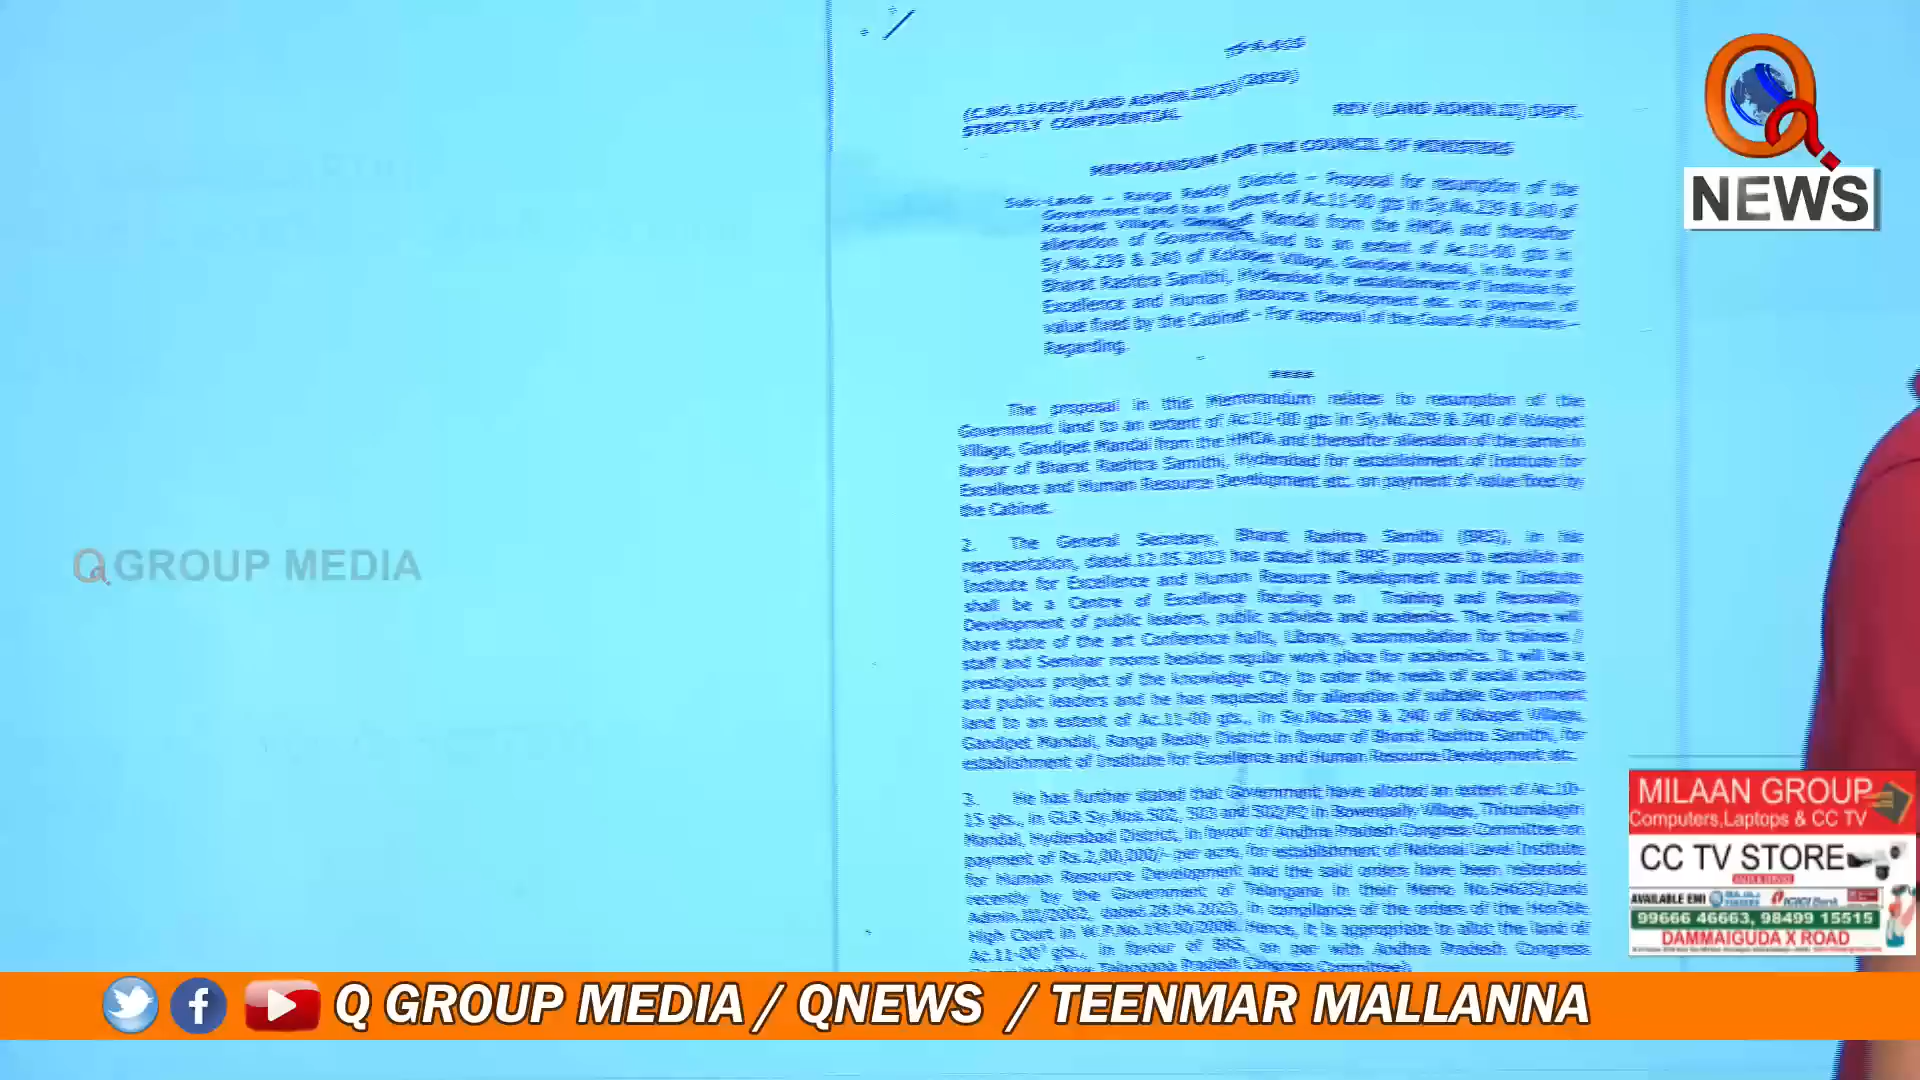 (C.NO.12425/LAND ADMN.II(2)/2023)
STRICTLY CONFIDENTIAL
REV (LAND ADMN.II) DEPT.
MEMORANDUM FOR THE COUNCIL OF MINISTERS
Sub:-Lands – Ranga Reddy District – Proposal for resumption of the
Government land to an extent of Ac.11-00 gts in Sy.No.239 & 240 of
Kokapet Village, Gandipet Mandal from the HMDA and thereafter
alienation of Government land to an extent of Ac.11-00 gts in
Sy.No.239 & 240 of Kokapet Village, Gandipet Mandal, in favour of
Bharat Rashtra Samithi, Hyderabad for establishment of Institute for
Excellence and Human Resource Development etc. on payment of
value fixed by the Cabinet – For approval of the Council of Ministers –
Regarding.
****
The proposal in this Memorandum relates to resumption of the
Government land to an extent of Ac.11-00 gts in Sy.No.239 & 240 of Kokapet
Village, Gandipet Mandal from the HMDA and thereafter alienation of the same in
favour of Bharat Rashtra Samithi, Hyderabad for establishment of Institute for
Excellence and Human Resource Development etc. on payment of value fixed by
the Cabinet.
2. The General Secretary, Bharat Rashtra Samithi (BRS), in his
representation, dated 12.05.2023 has stated that BRS proposes to establish an
Institute for Excellence and Human Resource Development and the Institute
shall be a Centre of Excellence focusing on Training and Personality
Development of public leaders, public activists and academics. The Centre will
have state of the art Conference halls, Library, accommodation for trainees /
staff and Seminar rooms besides regular work place for academics. It will be a
prestigious project of the knowledge City to cater the needs of social activists
and public leaders and he has requested for alienation of suitable Government
land to an extent of Ac.11-00 gts., in Sy.Nos.239 & 240 of Kokapet Village,
Gandipet Mandal, Ranga Reddy District in favour of Bharat Rashtra Samithi, for
establishment of Institute for Excellence and Human Resource Development etc.
3. He has further stated that Government have allotted an extent of Ac.10-
15 gts., in GLR Sy.Nos.502, 503 and 502/P2 in Bowenpally Village, Thirumalagiri
Mandal, Hyderabad District, in favour of Andhra Pradesh Congress Committee on
payment of Rs.2,00,000/- per acre, for establishment of National Level Institute
for Human Resource Development and the said orders have been reiterated
recently by the Government of Telangana in their Memo No.
Admn.III/2002, dated 28.04.2023, in compliance of the orders of the Hon'ble
High Court in W.P.No. Hence, it is appropriate to allot the land of
Ac.11-00 gts., in favour of BRS, on par with Andhra Pradesh Congress
Committee(Now Telangana Pradesh Congress Committee).
Q NEWS
Q GROUP MEDIA
MILAAN GROUP
Computers,Laptops & CC TV
CC TV STORE
SALES & SERVICE
AVAILABLE EMI ICICI Bank
99666 46663, 98499 15515
DAMMAIGUDA X ROAD
Q GROUP MEDIA / QNEWS / TEENMAR MALLANNA